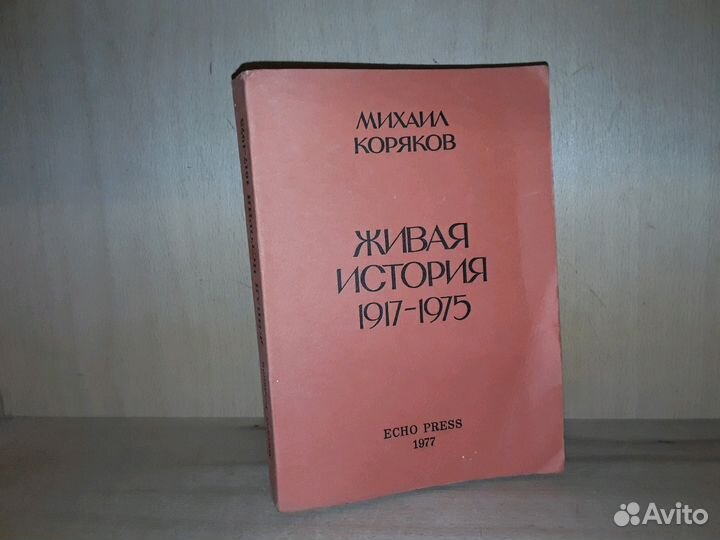 МИХАИЛ
КОРЯКОВ
ЖИВАЯ
ИСТОРИЯ
1917-1975
ECHO PRESS
1977
Avito